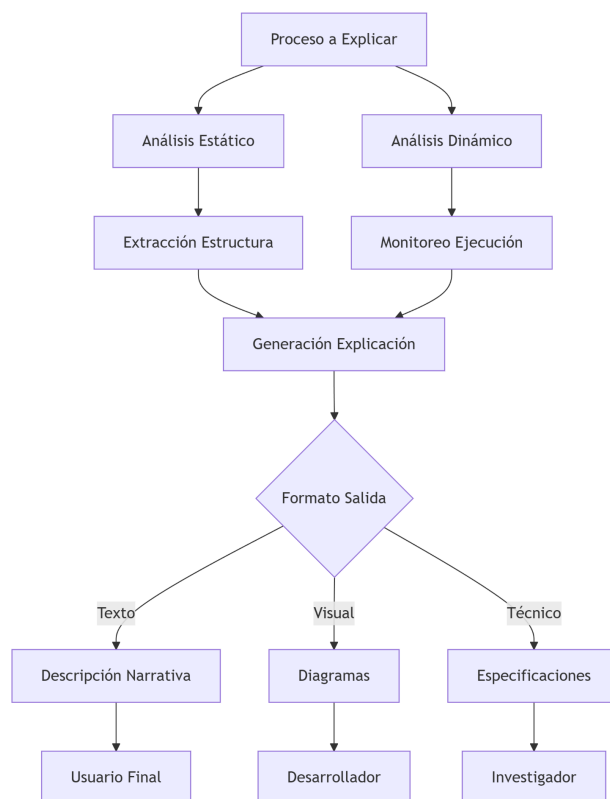 Proceso a Explicar
Análisis Estático
Análisis Dinámico
Extracción Estructura
Monitoreo Ejecución
Generación Explicación
Formato Salida
Texto
Visual
Técnico
Descripción Narrativa
Diagramas
Especificaciones
Usuario Final
Desarrollador
Investigador